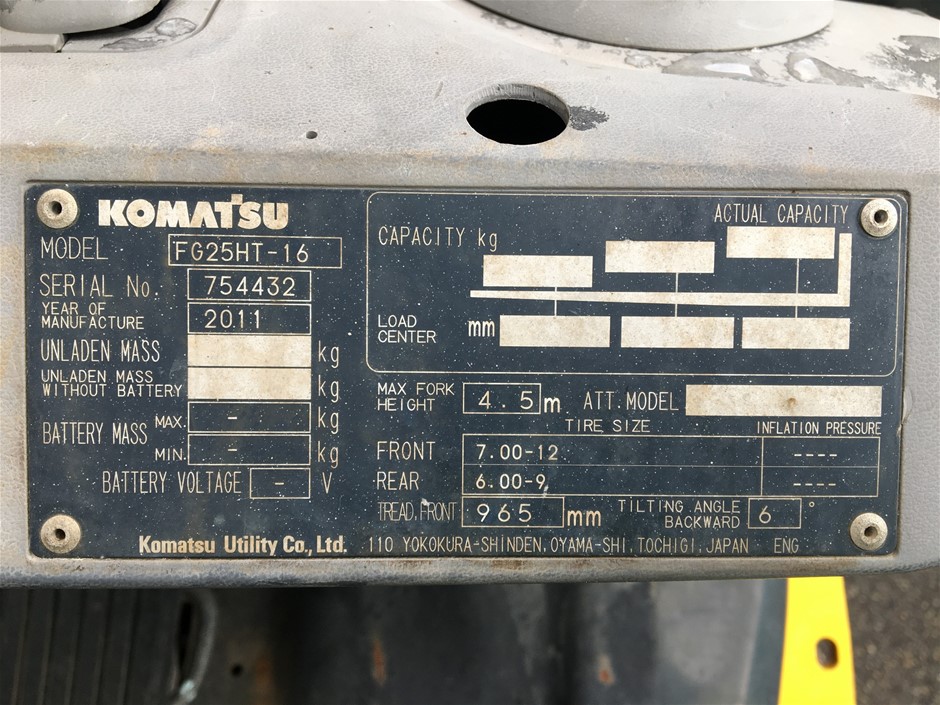 KOMATSU
MODEL FG25HT-16
SERIAL No. 754432
YEAR OF MANUFACTURE 2011
UNLADEN MASS kg
UNLADEN MASS WITHOUT BATTERY kg
BATTERY MASS MAX. - kg
MIN. - kg
BATTERY VOLTAGE - V
ACTUAL CAPACITY
CAPACITY kg
LOAD CENTER mm
MAX FORK HEIGHT 4.5 m ATT. MODEL
TIRE SIZE INFLATION PRESSURE
FRONT 7.00-12 ----
REAR 6.00-9 ----
TREAD, FRONT 965 mm TILTING ANGLE BACKWARD 6 °
Komatsu Utility Co., Ltd. 110 YOKOKURA-SHINDEN, OYAMA-SHI, TOCHIGI, JAPAN ENG